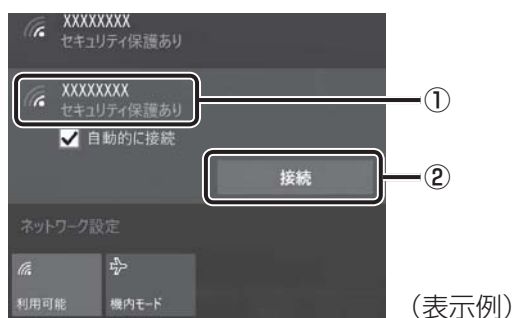 XXXXXXXX
セキュリティ保護あり
XXXXXXXX
セキュリティ保護あり
①
自動的に接続
接続
②
ネットワーク設定
利用可能
機内モード
（表示例）